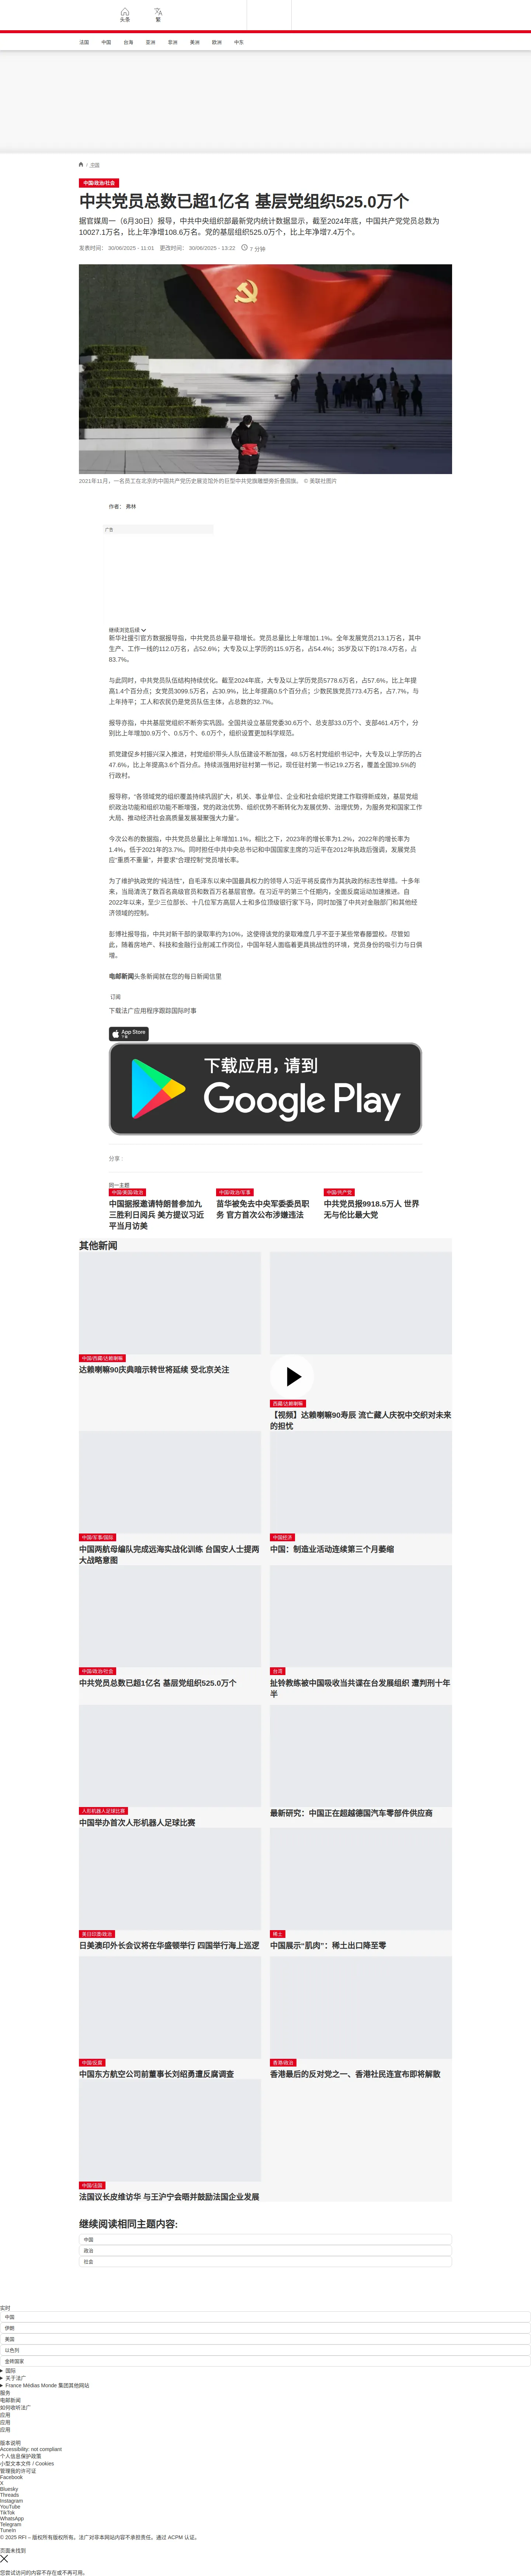 头条
繁
法国
中国
台海
亚洲
非洲
美洲
欧洲
中东
中国
中国/政治/社会
中共党员总数已超1亿名 基层党组织525.0万个
据官媒周一（6月30日）报导，中共中央组织部最新党内统计数据显示，截至2024年底，中国共产党党员总数为
10027.1万名，比上年净增108.6万名。党的基层组织525.0万个，比上年净增7.4万个。
发表时间： 30/06/2025 - 11:01 更改时间： 30/06/2025 - 13:22 7 分钟
2021年11月，一名员工在北京的中国共产党历史展览馆外的巨型中共党旗雕塑旁折叠国旗。 © 美联社图片
作者： 弗林
广告
继续浏览后续
新华社援引官方数据报导指，中共党员总量平稳增长。党员总量比上年增加1.1%。全年发展党员213.1万名，其中
生产、工作一线的112.0万名，占52.6%；大专及以上学历的115.9万名，占54.4%；35岁及以下的178.4万名，占
83.7%。
与此同时，中共党员队伍结构持续优化。截至2024年底，大专及以上学历党员5778.6万名，占57.6%，比上年提
高1.4个百分点；女党员3099.5万名，占30.9%，比上年提高0.5个百分点；少数民族党员773.4万名，占7.7%，与
上年持平；工人和农民仍是党员队伍主体，占总数的32.7%。
报导亦指，中共基层党组织不断夯实巩固。全国共设立基层党委30.6万个、总支部33.0万个、支部461.4万个，分
别比上年增加0.9万个、0.5万个、6.0万个，组织设置更加科学规范。
抓党建促乡村振兴深入推进，村党组织带头人队伍建设不断加强，48.5万名村党组织书记中，大专及以上学历的占
47.6%，比上年提高3.6个百分点。持续派强用好驻村第一书记，现任驻村第一书记19.2万名，覆盖全国39.5%的
行政村。
报导称，“各领域党的组织覆盖持续巩固扩大，机关、事业单位、企业和社会组织党建工作取得新成效，基层党组
织政治功能和组织功能不断增强，党的政治优势、组织优势不断转化为发展优势、治理优势，为服务党和国家工作
大局、推动经济社会高质量发展凝聚强大力量”。
今次公布的数据指，中共党员总量比上年增加1.1%，相比之下，2023年的增长率为1.2%，2022年的增长率为
1.4%，低于2021年的3.7%。同时担任中共中央总书记和中国国家主席的习近平在2012年执政后强调，发展党员
应“重质不重量”，并要求“合理控制”党员增长率。
为了维护执政党的“纯洁性”，自毛泽东以来中国最具权力的领导人习近平将反腐作为其执政的标志性举措。十多年
来，当局清洗了数百名高级官员和数百万名基层官僚。在习近平的第三个任期内，全面反腐运动加速推进。自
2022年以来，至少三位部长、十几位军方高层人士和多位顶级银行家下马，同时加强了中共对金融部门和其他经
济领域的控制。
彭博社报导指，中共对新干部的录取率约为10%，这使得该党的录取难度几乎不亚于某些常春藤盟校。尽管如
此，随着房地产、科技和金融行业削减工作岗位，中国年轻人面临着更具挑战性的环境，党员身份的吸引力与日俱
增。
电邮新闻头条新闻就在您的每日新闻信里
订阅
下载法广应用程序跟踪国际时事
App Store
下载应用，请到
Google Play
分享 :
同一主题
中国/美国/政治
中国据报邀请特朗普参加九
三胜利日阅兵 美方提议习近
平当月访美
中国/政治/军事
苗华被免去中央军委委员职
务 官方首次公布涉嫌违法
中国/共产党
中共党员报9918.5万人 世界
无与伦比最大党
其他新闻
中国/西藏/达赖喇嘛
达赖喇嘛90庆典暗示转世将延续 受北京关注
西藏/达赖喇嘛
【视频】达赖喇嘛90寿辰 流亡藏人庆祝中交织对未来
的担忧
中国/军事/国际
中国两航母编队完成远海实战化训练 台国安人士提两
大战略意图
中国经济
中国：制造业活动连续第三个月萎缩
中国/政治/社会
中共党员总数已超1亿名 基层党组织525.0万个
台湾
扯铃教练被中国吸收当共谍在台发展组织 遭判刑十年
半
人形机器人足球比赛
中国举办首次人形机器人足球比赛
最新研究：中国正在超越德国汽车零部件供应商
美日印澳/政治
日美澳印外长会议将在华盛顿举行 四国举行海上巡逻
稀土
中国展示“肌肉”：稀土出口降至零
中国/反腐
中国东方航空公司前董事长刘绍勇遭反腐调查
香港/政治
香港最后的反对党之一、香港社民连宣布即将解散
中国/法国
法国议长皮维访华 与王沪宁会晤并鼓励法国企业发展
继续阅读相同主题内容:
中国
政治
社会
实时
中国
伊朗
美国
以色列
金砖国家
国际
关于法广
France Médias Monde 集团其他网站
服务
电邮新闻
如何收听法广
应用
应用
应用
版本说明
Accessibility: not compliant
个人信息保护政策
小型文本文件 / Cookies
管理我的许可证
Facebook
X
Bluesky
Threads
Instagram
YouTube
TikTok
WhatsApp
Telegram
TuneIn
© 2025 RFI – 版权所有版权所有。法广对非本网站内容不承担责任。通过 ACPM 认证。
页面未找到
您尝试访问的内容不存在或不再可用。